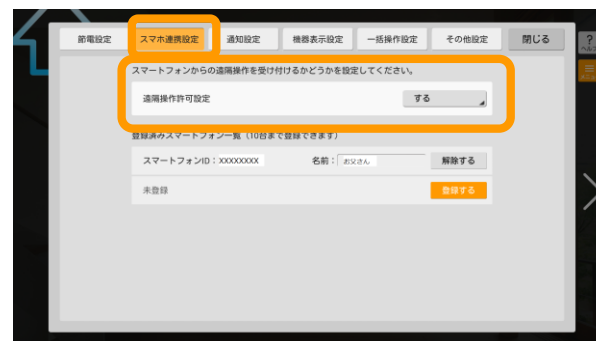 節電設定 スマホ連携設定 通知設定 機器表示設定 一括操作設定 その他設定 閉じる ?
スマートフォンからの遠隔操作を受け付けるかどうかを設定してください。
遠隔操作許可設定 する
登録済みスマートフォン一覧（10台まで登録できます）
スマートフォンID：XXXXXXXX 名前： お父さん 解除する
未登録 登録する